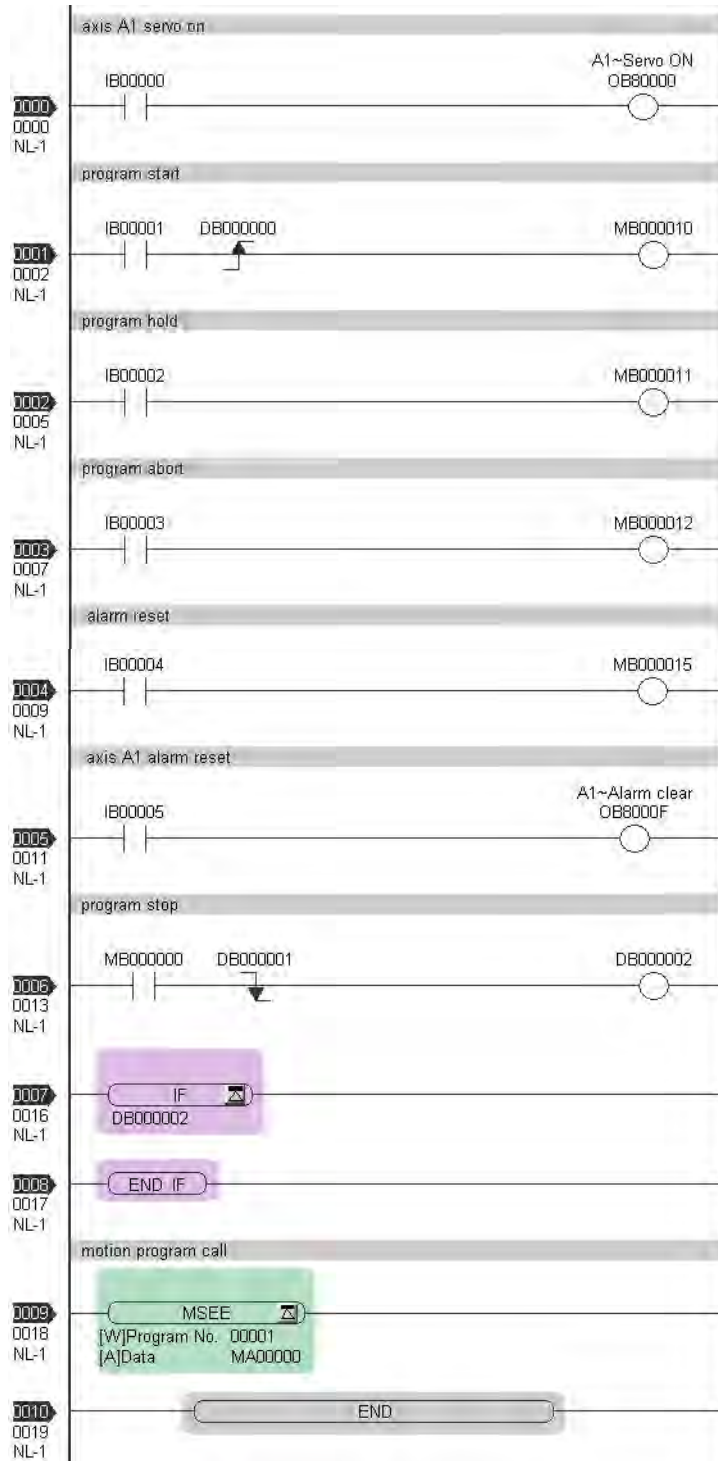 axis A1 servo on
A1~Servo ON
IB00000 OB80000
0000
0000
NL-1
program start
IB00001 DB000000 MB000010
0001
0002
NL-1
program hold
IB00002 MB000011
0002
0005
NL-1
program abort
IB00003 MB000012
0003
0007
NL-1
alarm reset
IB00004 MB000015
0004
0009
NL-1
axis A1 alarm reset
A1~Alarm clear
IB00005 OB8000F
0005
0011
NL-1
program stop
MB000000 DB000001 DB000002
0006
0013
NL-1
0007 IF
0016 DB000002
NL-1
0008 END IF
0017
NL-1
motion program call
0009 MSEE
0018 [W]Program No. 00001
NL-1 [A]Data MA00000
0010 END
0019
NL-1